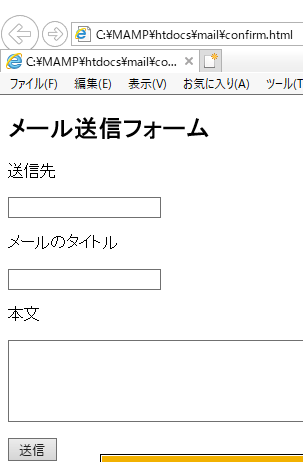 C:¥MAMP¥htdocs¥mail¥confirm.html
C:¥MAMP¥htdocs¥mail¥co...
ファイル(F) 編集(E) 表示(V) お気に入り(A) ツール(T)
メール送信フォーム
送信先
メールのタイトル
本文
送信